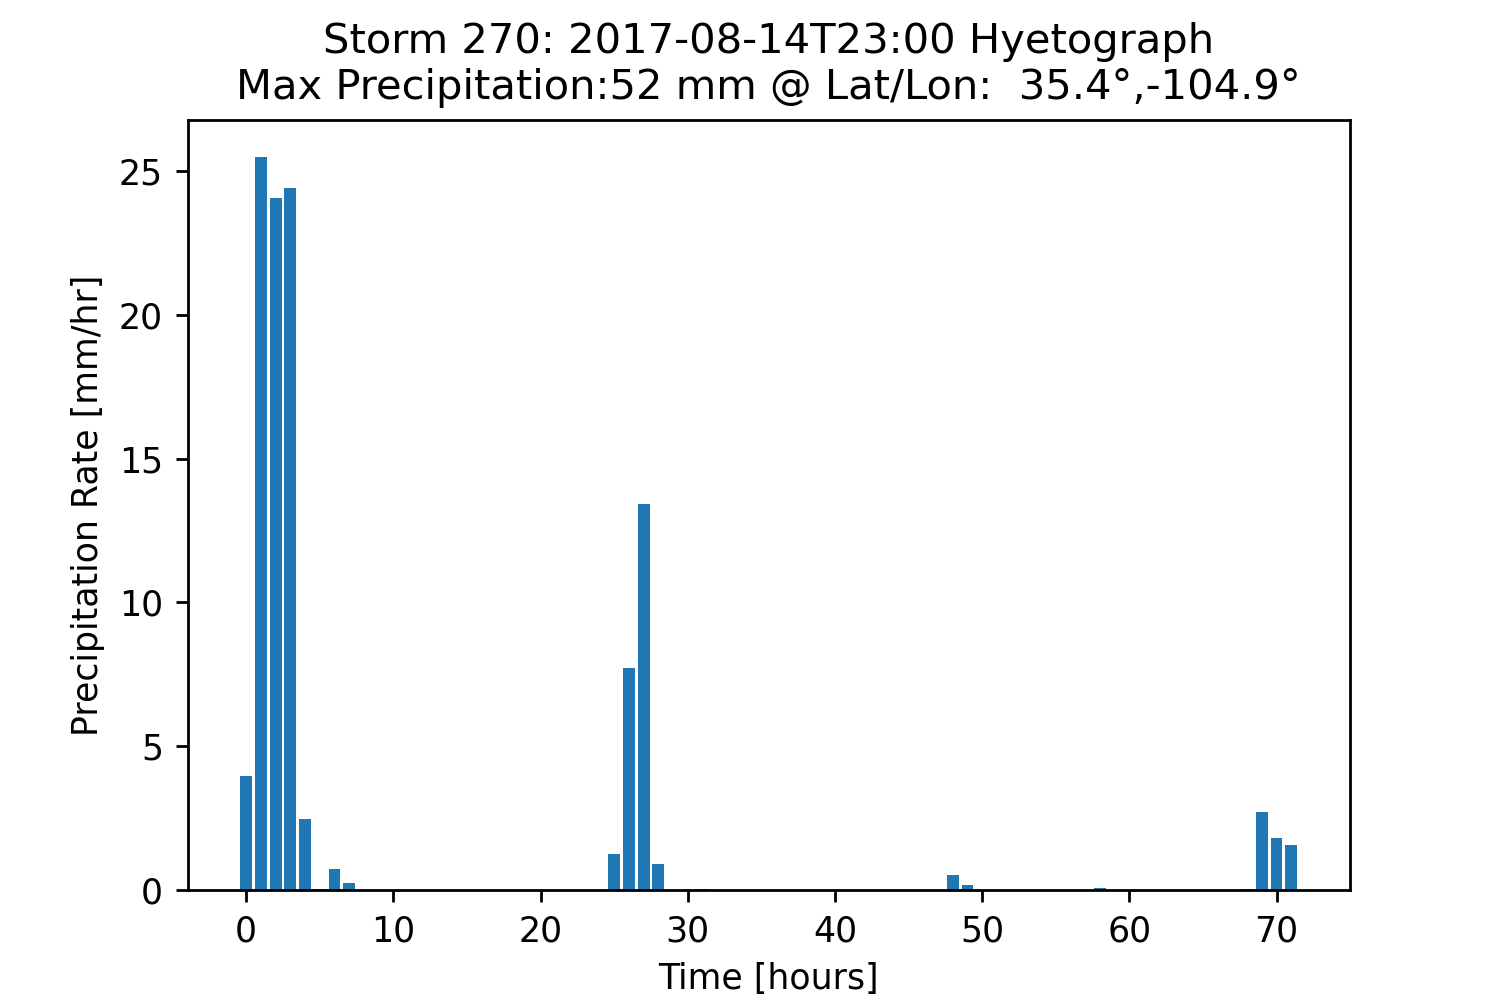 Storm 270: 2017-08-14T23:00 Hyetograph
Max Precipitation:52 mm @ Lat/Lon:  35.4°,-104.9°
Precipitation Rate [mm/hr]
25
20
15
10
5
0
0 10 20 30 40 50 60 70
Time [hours]